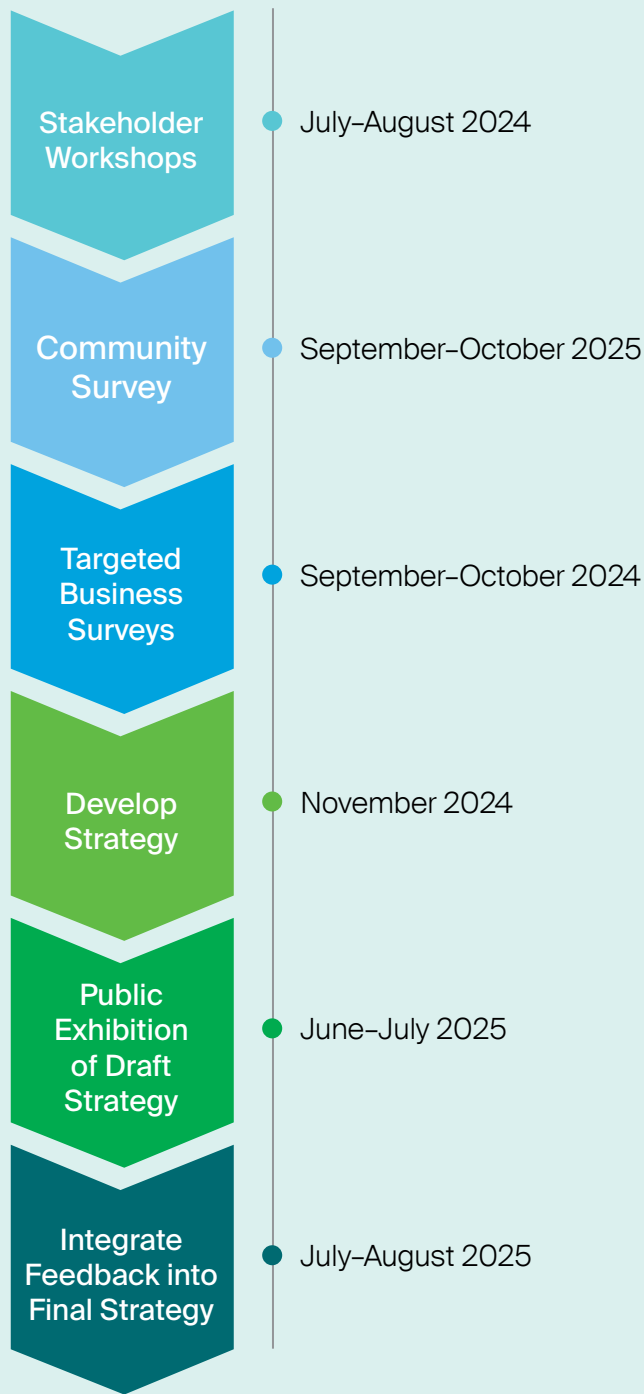 Stakeholder
Workshops
July–August 2024
Community
Survey
September–October 2025
Targeted
Business
Surveys
September–October 2024
Develop
Strategy
November 2024
Public
Exhibition
of Draft
Strategy
June–July 2025
Integrate
Feedback into
Final Strategy
July–August 2025